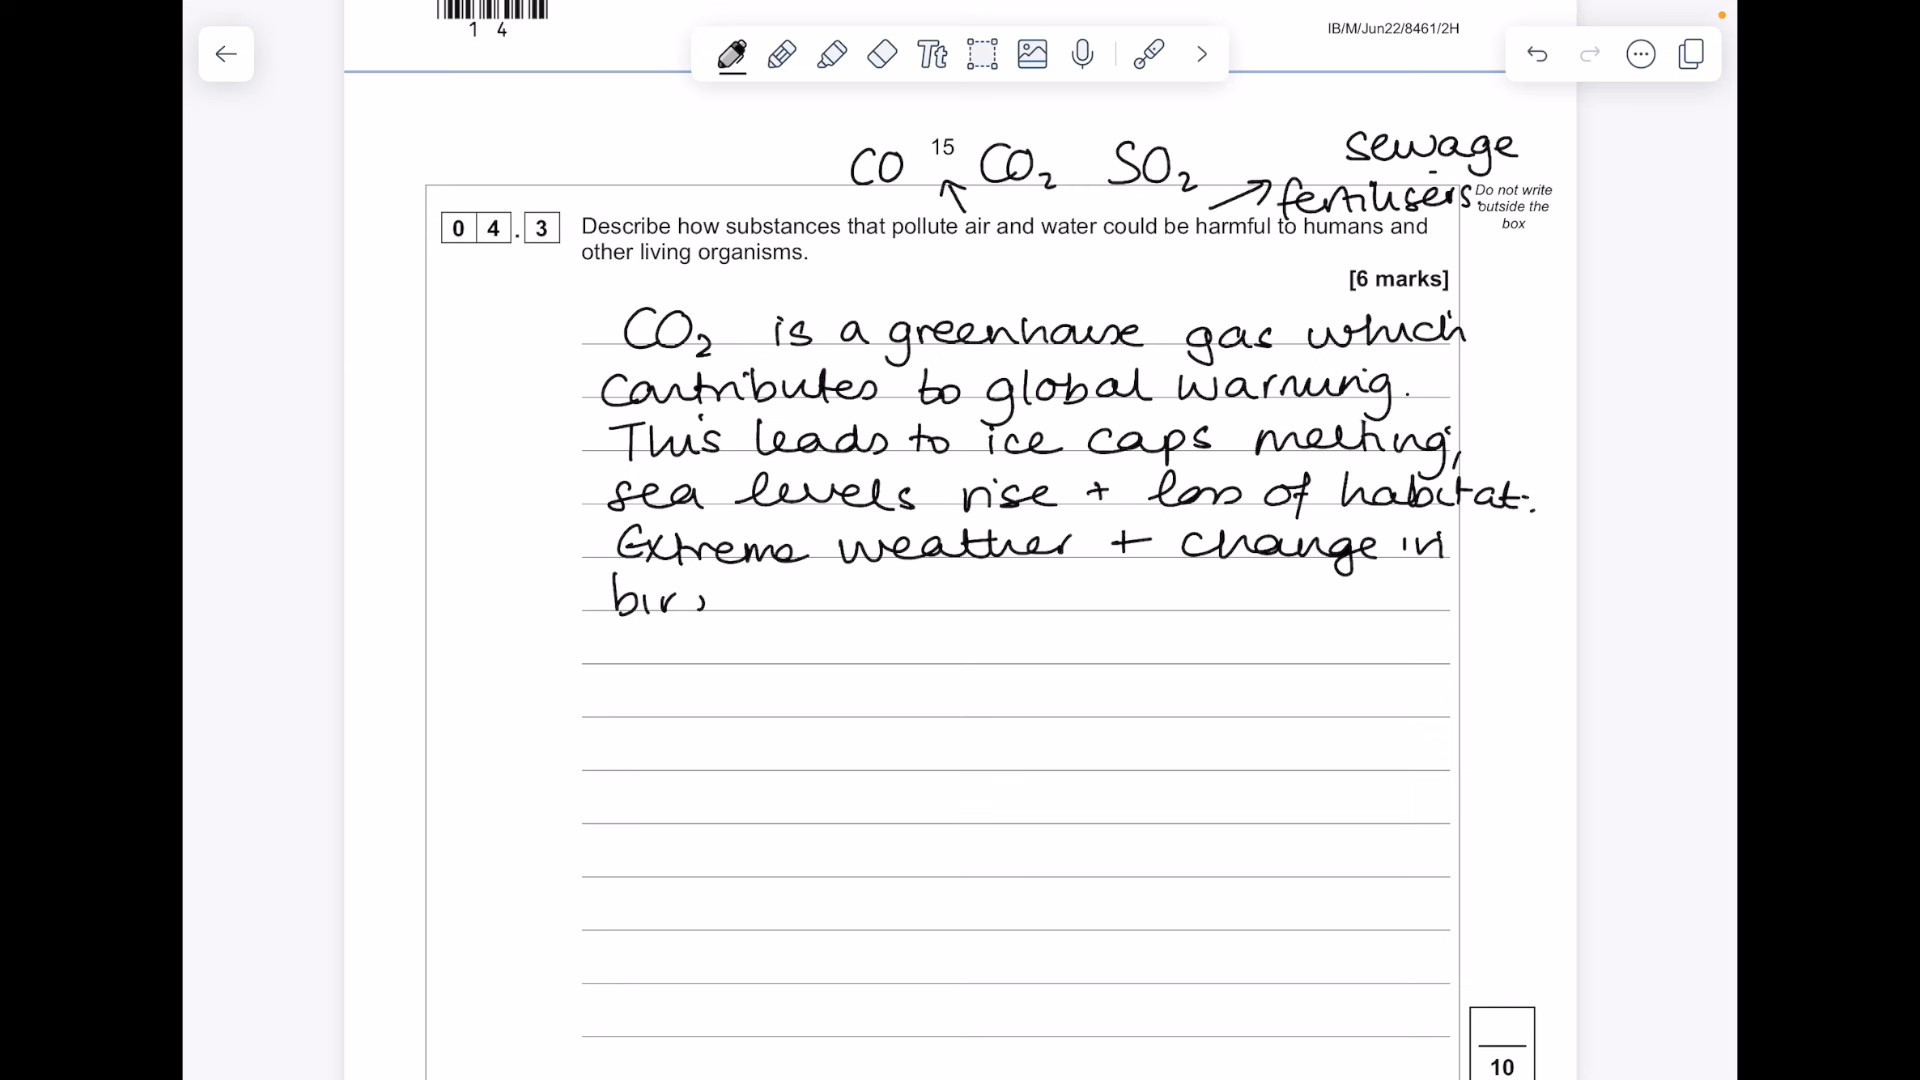 1 4
IB/M/Jun22/8461/2H
Tt
15
CO CO₂ SO₂
sewage
fertilisers.
Do not write
outside the
box
0 4 . 3 Describe how substances that pollute air and water could be harmful to humans and
other living organisms.
[6 marks]
CO₂ is a greenhouse gas which
contributes to global warming.
This leads to ice caps melting,
sea levels rise + loss of habitat.
Extreme weather + change in
bir
10